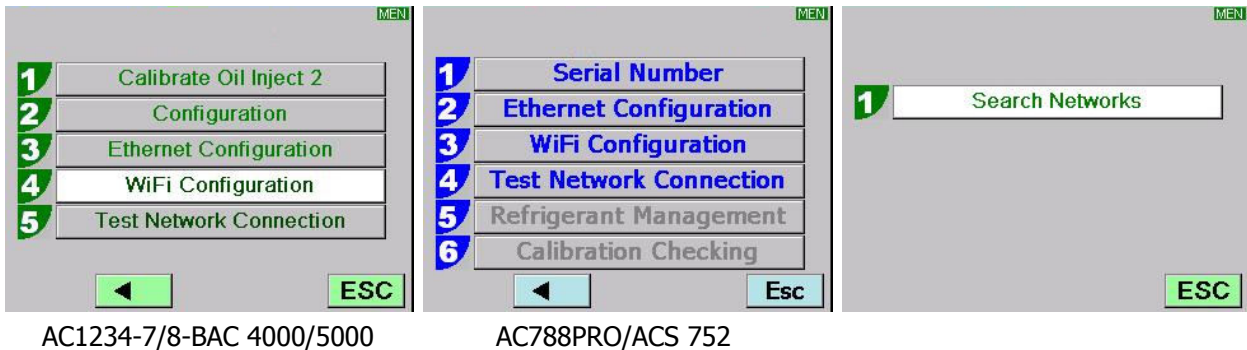 MEN
1 Calibrate Oil Inject 2
2 Configuration
3 Ethernet Configuration
4 WiFi Configuration
5 Test Network Connection
ESC
AC1234-7/8-BAC 4000/5000
MEN
1 Serial Number
2 Ethernet Configuration
3 WiFi Configuration
4 Test Network Connection
5 Refrigerant Management
6 Calibration Checking
Esc
AC788PRO/ACS 752
MEN
1 Search Networks
ESC